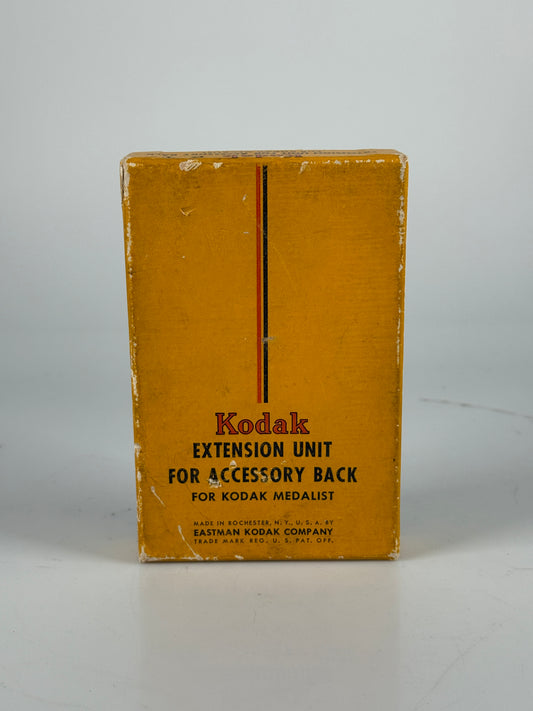 Kodak
EXTENSION UNIT
FOR ACCESSORY BACK
FOR KODAK MEDALIST
MADE IN ROCHESTER, N. Y., U. S. A. BY
EASTMAN KODAK COMPANY
TRADE MARK REG. U. S. PAT. OFF.